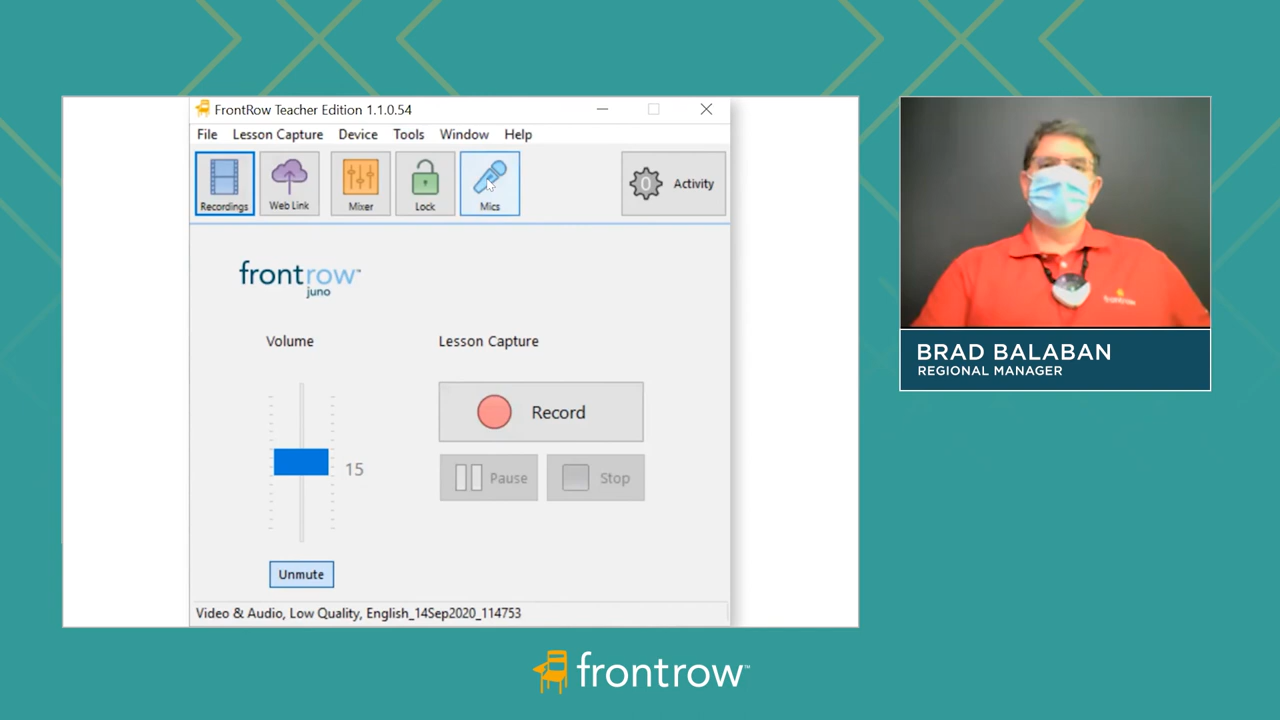 FrontRow Teacher Edition 1.1.0.54
File Lesson Capture Device Tools Window Help
Recordings Web Link Mixer Lock Mics
0 Activity
frontrow™
juno
Volume
Lesson Capture
Record
15
Pause Stop
Unmute
Video & Audio, Low Quality, English_14Sep2020_114753
frontrow
BRAD BALABAN
REGIONAL MANAGER
frontrow™